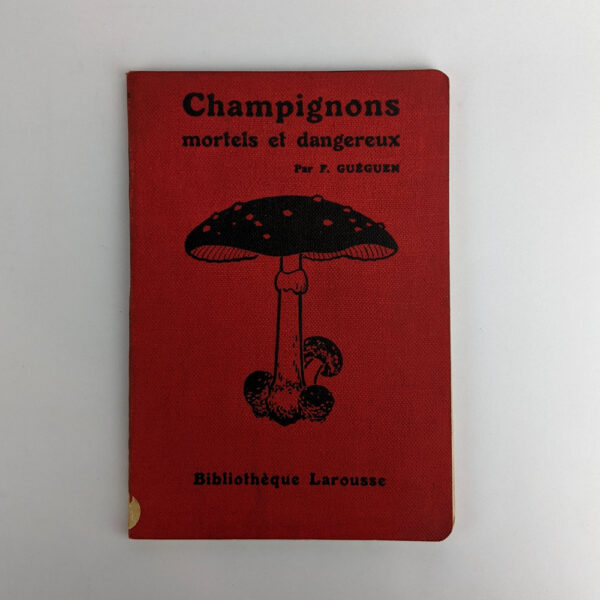 Champignons
mortels et dangereux
Par F. GUÉGUEN
Bibliothèque Larousse